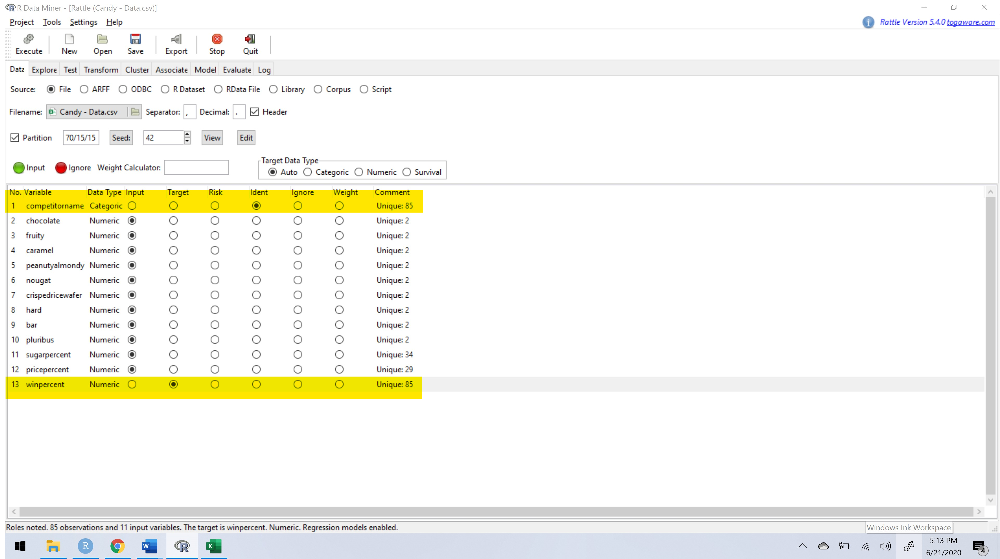 R Data Miner - [Rattle (Candy - Data.csv)]
Project Tools Settings Help Rattle Version 5.4.0 togaware.com
Execute New Open Save Export Stop Quit
Data Explore Test Transform Cluster Associate Model Evaluate Log
Source: File ARFF ODBC R Dataset RData File Library Corpus Script
Filename: Candy - Data.csv Separator: , Decimal: . Header
Partition 70/15/15 Seed: 42 View Edit
Target Data Type
Input Ignore Weight Calculator: Auto Categoric Numeric Survival
No. Variable Data Type Input Target Risk Ident Ignore Weight Comment
1 competitorname Categoric Unique: 85
2 chocolate Numeric Unique: 2
3 fruity Numeric Unique: 2
4 caramel Numeric Unique: 2
5 peanutyalmondy Numeric Unique: 2
6 nougat Numeric Unique: 2
7 crispedricewafer Numeric Unique: 2
8 hard Numeric Unique: 2
9 bar Numeric Unique: 2
10 pluribus Numeric Unique: 2
11 sugarpercent Numeric Unique: 34
12 pricepercent Numeric Unique: 29
13 winpercent Numeric Unique: 85
Roles noted. 85 observations and 11 input variables. The target is winpercent. Numeric. Regression models enabled.
Windows Ink Workspace
5:13 PM
6/21/2020
4